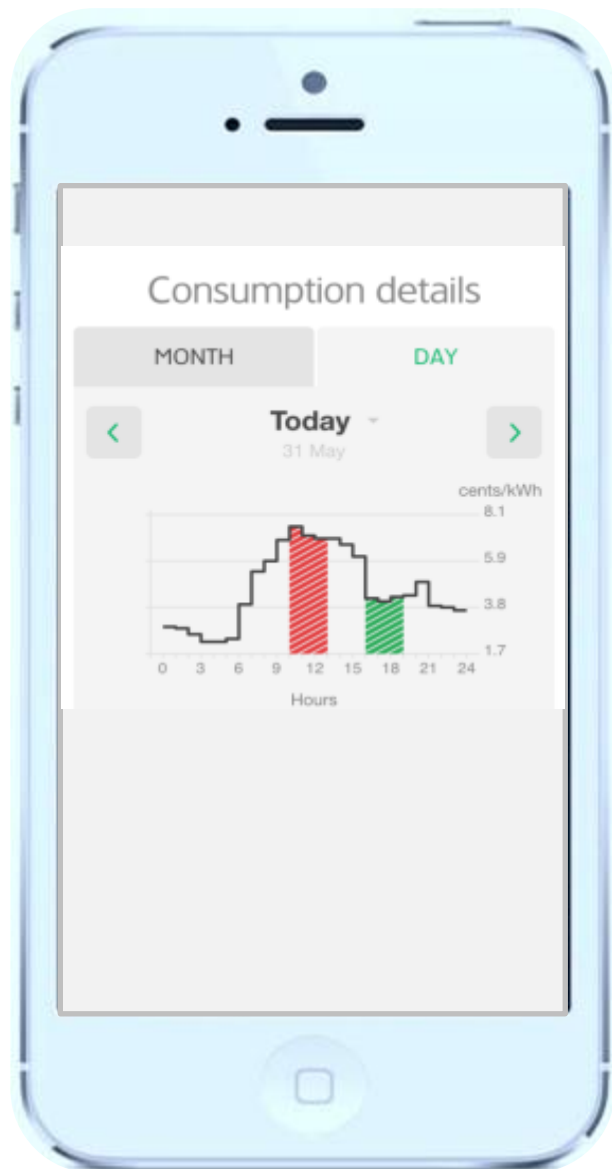 Consumption details
MONTH DAY
Today
31 May
cents/kWh
8.1
5.9
3.8
1.7
0 3 6 9 12 15 18 21 24
Hours